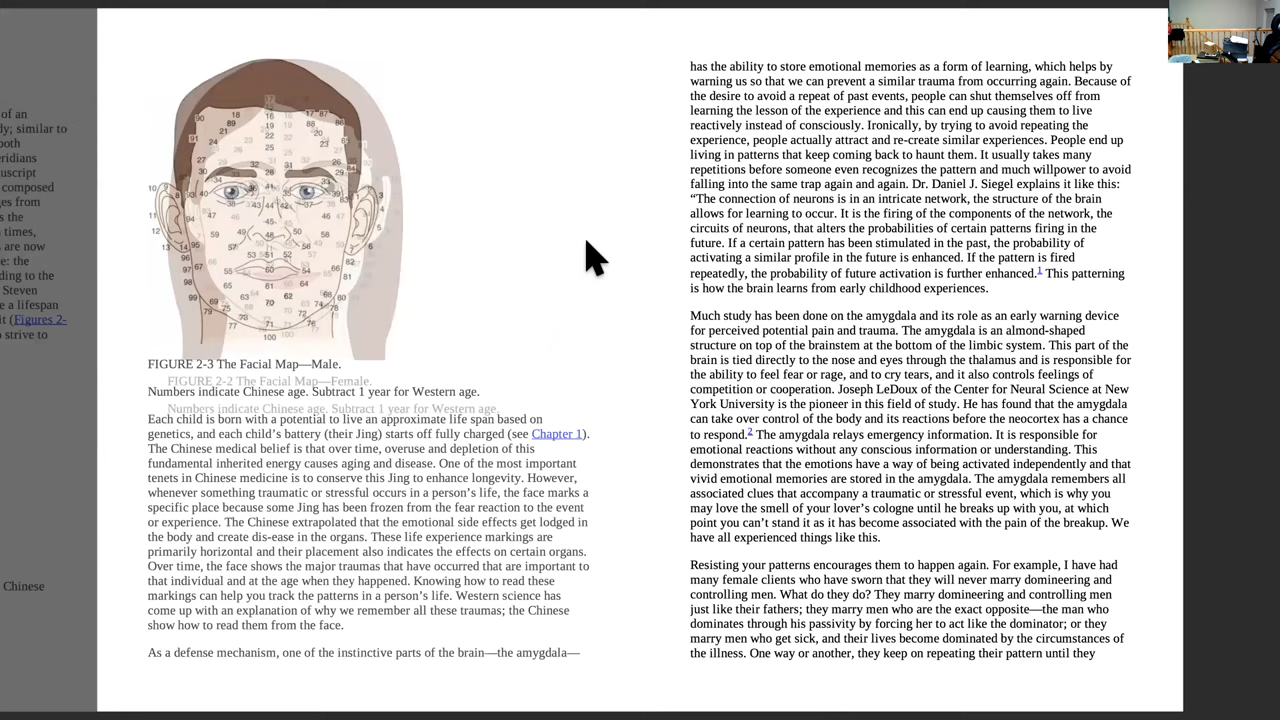 of an
dy; similar to
both
eridians
nuscript
composed
ges from
s the
n times,
s are now
e: the
ding to the
Steven
e a lifespan
it (Figures 2-
o strive to
Chinese
FIGURE 2-3 The Facial Map—Male.
FIGURE 2-2 The Facial Map—Female.
Numbers indicate Chinese age. Subtract 1 year for Western age.
Numbers indicate Chinese age. Subtract 1 year for Western age.
Each child is born with a potential to live an approximate life span based on
genetics, and each child's battery (their Jing) starts off fully charged (see Chapter 1).
The Chinese medical belief is that over time, overuse and depletion of this
fundamental inherited energy causes aging and disease. One of the most important
tenets in Chinese medicine is to conserve this Jing to enhance longevity. However,
whenever something traumatic or stressful occurs in a person's life, the face marks a
specific place because some Jing has been frozen from the fear reaction to the event
or experience. The Chinese extrapolated that the emotional side effects get lodged in
the body and create dis-ease in the organs. These life experience markings are
primarily horizontal and their placement also indicates the effects on certain organs.
Over time, the face shows the major traumas that have occurred that are important to
that individual and at the age when they happened. Knowing how to read these
markings can help you track the patterns in a person's life. Western science has
come up with an explanation of why we remember all these traumas; the Chinese
show how to read them from the face.
As a defense mechanism, one of the instinctive parts of the brain—the amygdala—
has the ability to store emotional memories as a form of learning, which helps by
warning us so that we can prevent a similar trauma from occurring again. Because of
the desire to avoid a repeat of past events, people can shut themselves off from
learning the lesson of the experience and this can end up causing them to live
reactively instead of consciously. Ironically, by trying to avoid repeating the
experience, people actually attract and re-create similar experiences. People end up
living in patterns that keep coming back to haunt them. It usually takes many
repetitions before someone even recognizes the pattern and much willpower to avoid
falling into the same trap again and again. Dr. Daniel J. Siegel explains it like this:
“The connection of neurons is in an intricate network, the structure of the brain
allows for learning to occur. It is the firing of the components of the network, the
circuits of neurons, that alters the probabilities of certain patterns firing in the
future. If a certain pattern has been stimulated in the past, the probability of
activating a similar profile in the future is enhanced. If the pattern is fired
repeatedly, the probability of future activation is further enhanced.1 This patterning
is how the brain learns from early childhood experiences.
Much study has been done on the amygdala and its role as an early warning device
for perceived potential pain and trauma. The amygdala is an almond-shaped
structure on top of the brainstem at the bottom of the limbic system. This part of the
brain is tied directly to the nose and eyes through the thalamus and is responsible for
the ability to feel fear or rage, and to cry tears, and it also controls feelings of
competition or cooperation. Joseph LeDoux of the Center for Neural Science at New
York University is the pioneer in this field of study. He has found that the amygdala
can take over control of the body and its reactions before the neocortex has a chance
to respond.2 The amygdala relays emergency information. It is responsible for
emotional reactions without any conscious information or understanding. This
demonstrates that the emotions have a way of being activated independently and that
vivid emotional memories are stored in the amygdala. The amygdala remembers all
associated clues that accompany a traumatic or stressful event, which is why you
may love the smell of your lover's cologne until he breaks up with you, at which
point you can't stand it as it has become associated with the pain of the breakup. We
have all experienced things like this.
Resisting your patterns encourages them to happen again. For example, I have had
many female clients who have sworn that they will never marry domineering and
controlling men. What do they do? They marry domineering and controlling men
just like their fathers; they marry men who are the exact opposite—the man who
dominates through his passivity by forcing her to act like the dominator; or they
marry men who get sick, and their lives become dominated by the circumstances of
the illness. One way or another, they keep on repeating their pattern until they